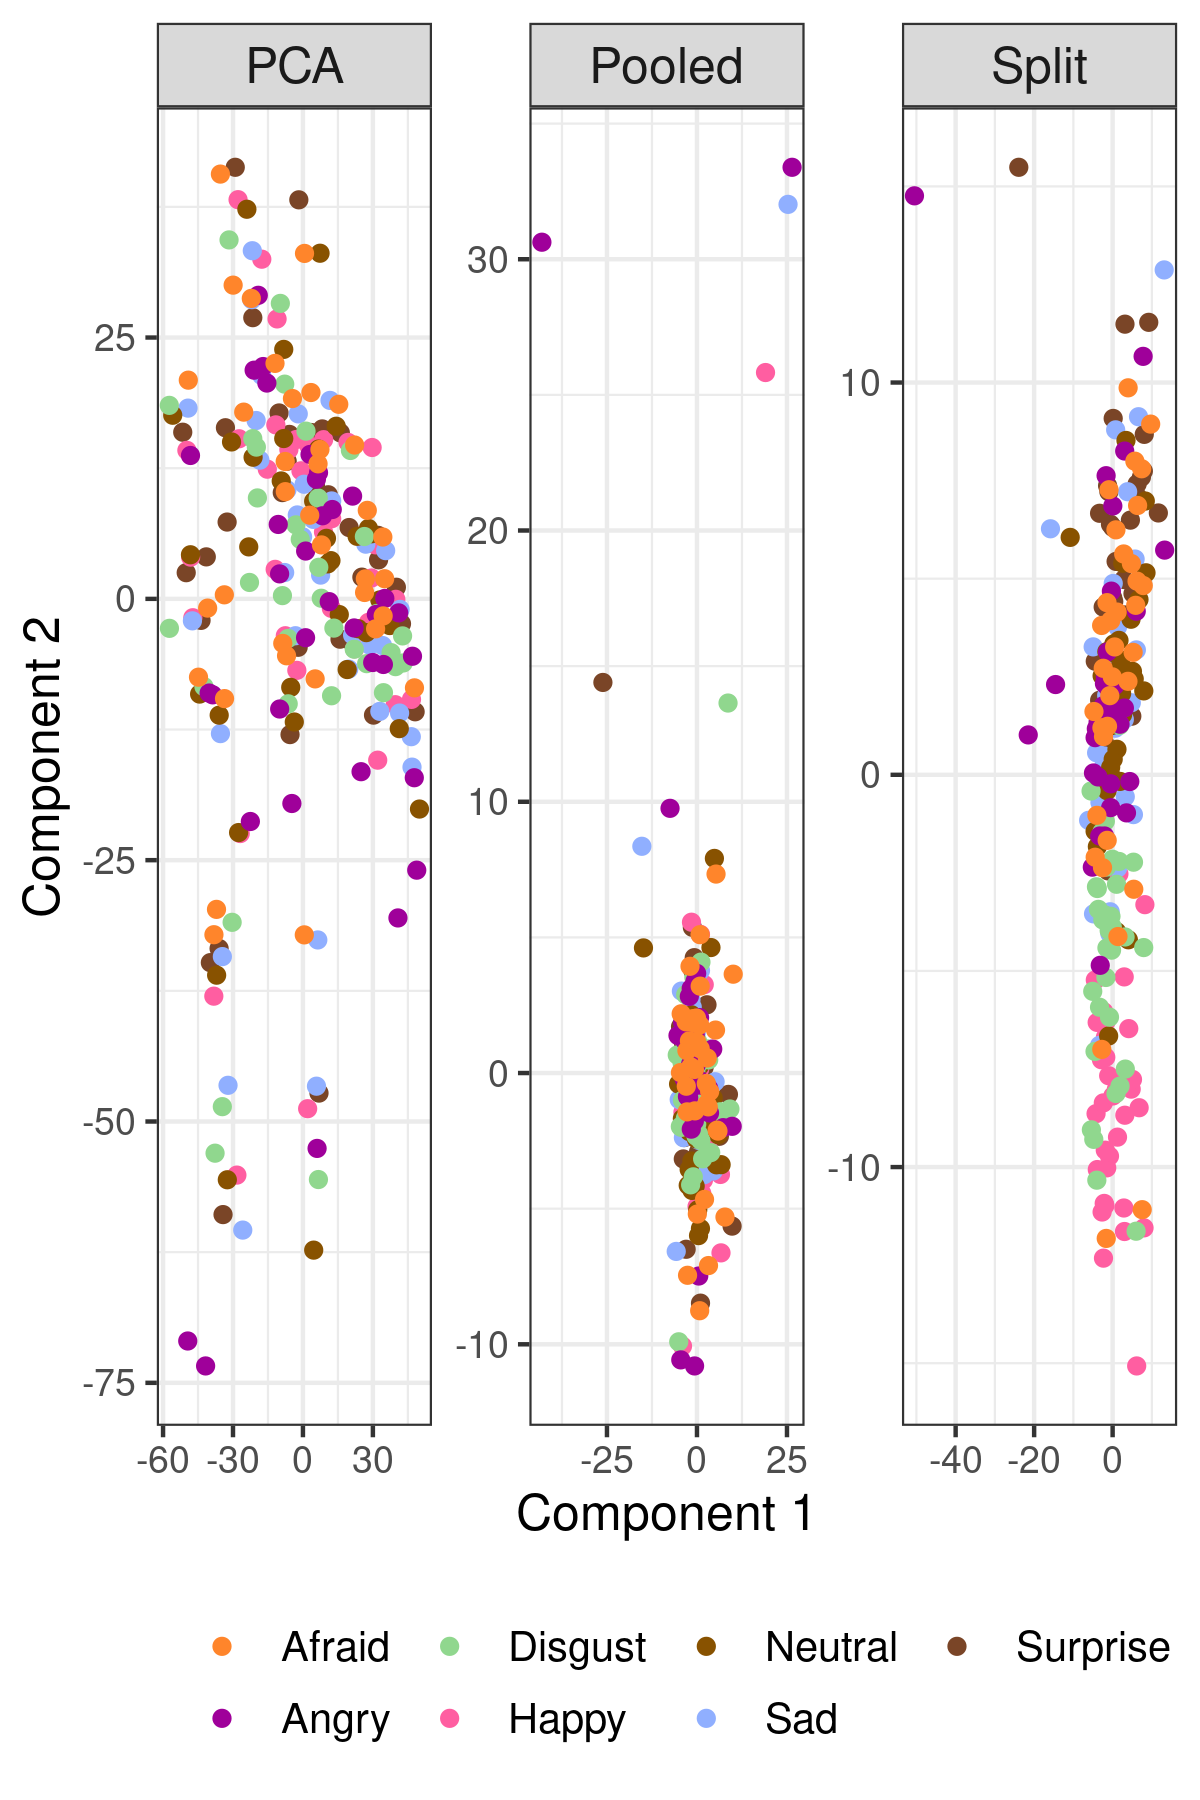 PCA
Pooled
Split
Component 2
25
0
-25
-50
-75
30
20
10
0
-10
10
0
-10
-60 -30 0 30
-25 0 25
-40 -20 0
Component 1
Afraid Disgust Neutral Surprise
Angry Happy Sad